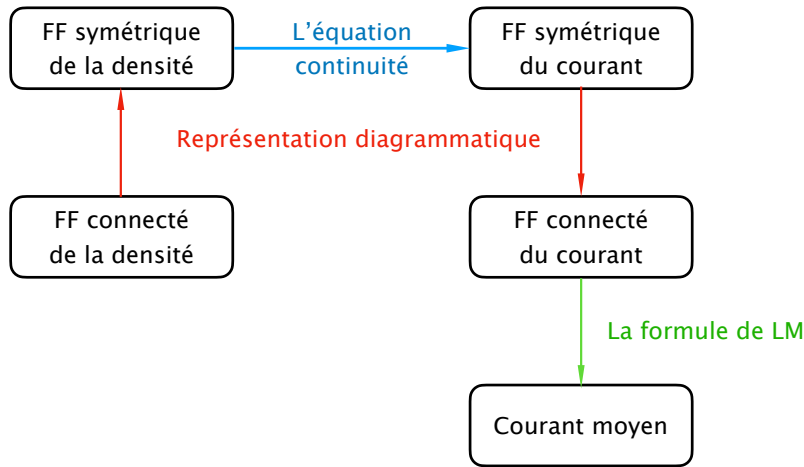 FF symétrique
de la densité
L'équation
continuité
FF symétrique
du courant
Représentation diagrammatique
FF connecté
de la densité
FF connecté
du courant
La formule de LM
Courant moyen